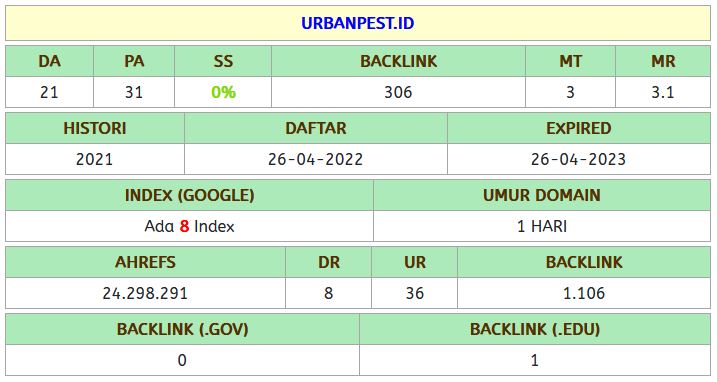 URBANPEST.ID
DA PA SS BACKLINK MT MR
21 31 0% 306 3 3.1
HISTORI DAFTAR EXPIRED
2021 26-04-2022 26-04-2023
INDEX (GOOGLE) UMUR DOMAIN
Ada 8 Index 1 HARI
AHREFS DR UR BACKLINK
24.298.291 8 36 1.106
BACKLINK (.GOV) BACKLINK (.EDU)
0 1